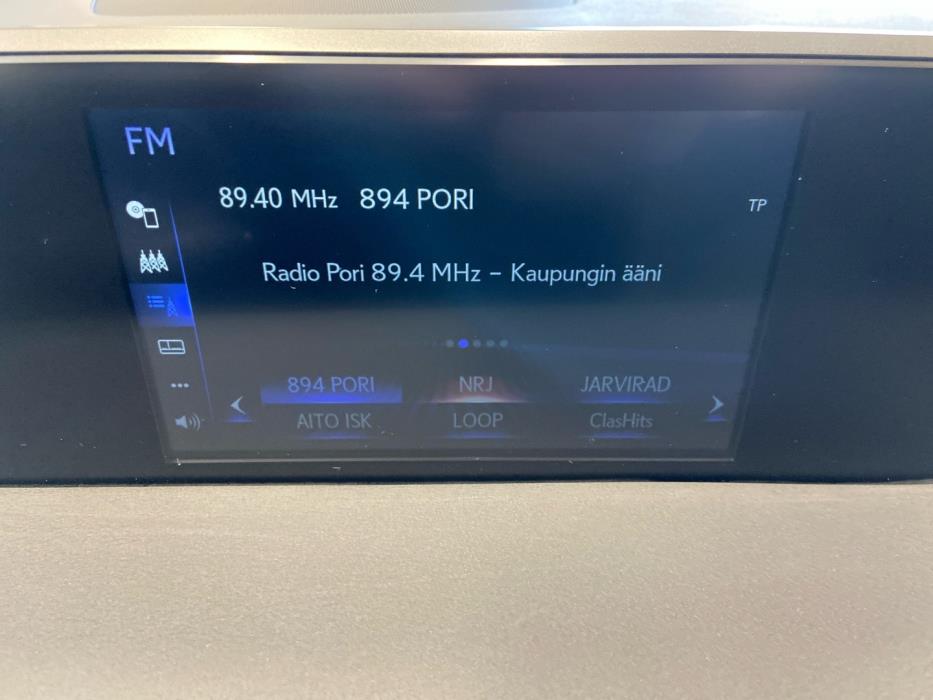 FM
89.40 MHz 894 PORI
TP
Radio Pori 89.4 MHz – Kaupungin ääni
894 PORI NRJ JARVIRAD
AITO ISK LOOP ClasHits